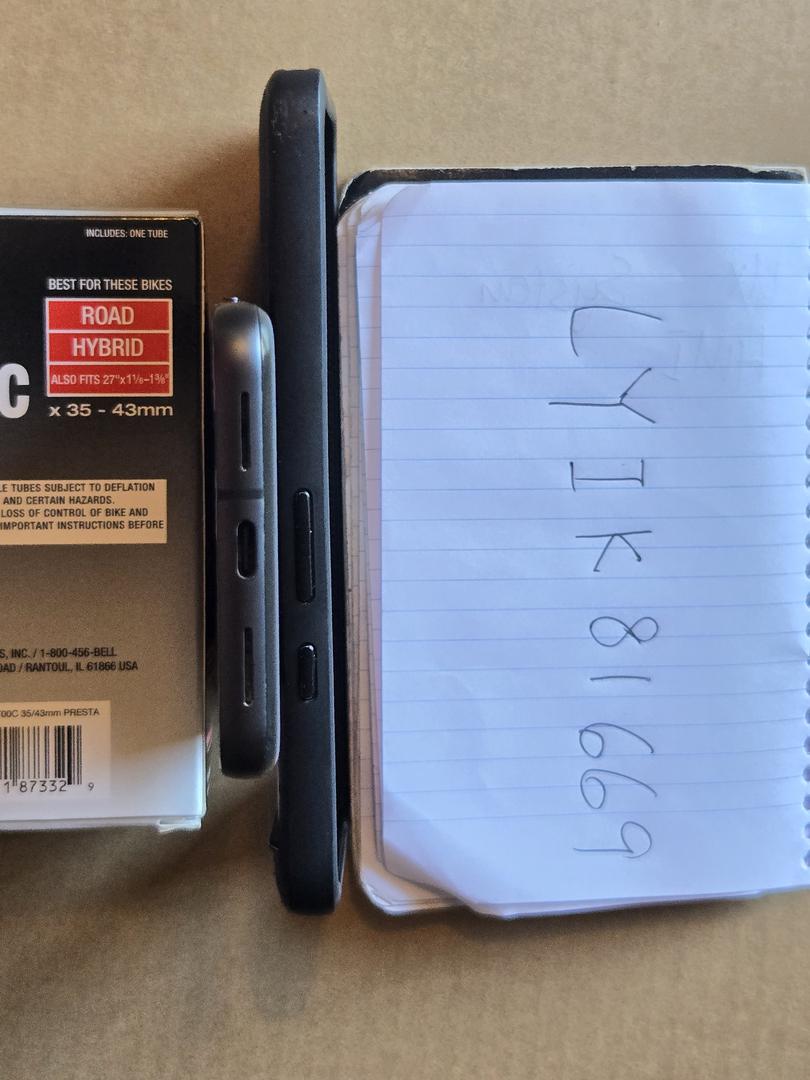 INCLUDES: ONE TUBE
BEST FOR THESE BIKES
ROAD
HYBRID
ALSO FITS 27"x1⅛-1⅜"
C
x 35 - 43mm
LE TUBES SUBJECT TO DEFLATION
AND CERTAIN HAZARDS.
LOSS OF CONTROL OF BIKE AND
IMPORTANT INSTRUCTIONS BEFORE
S, INC. / 1-800-456-BELL
OAD / RANTOUL, IL 61866 USA
700C 35/43mm PRESTA
1 87332 9
LYIK81669